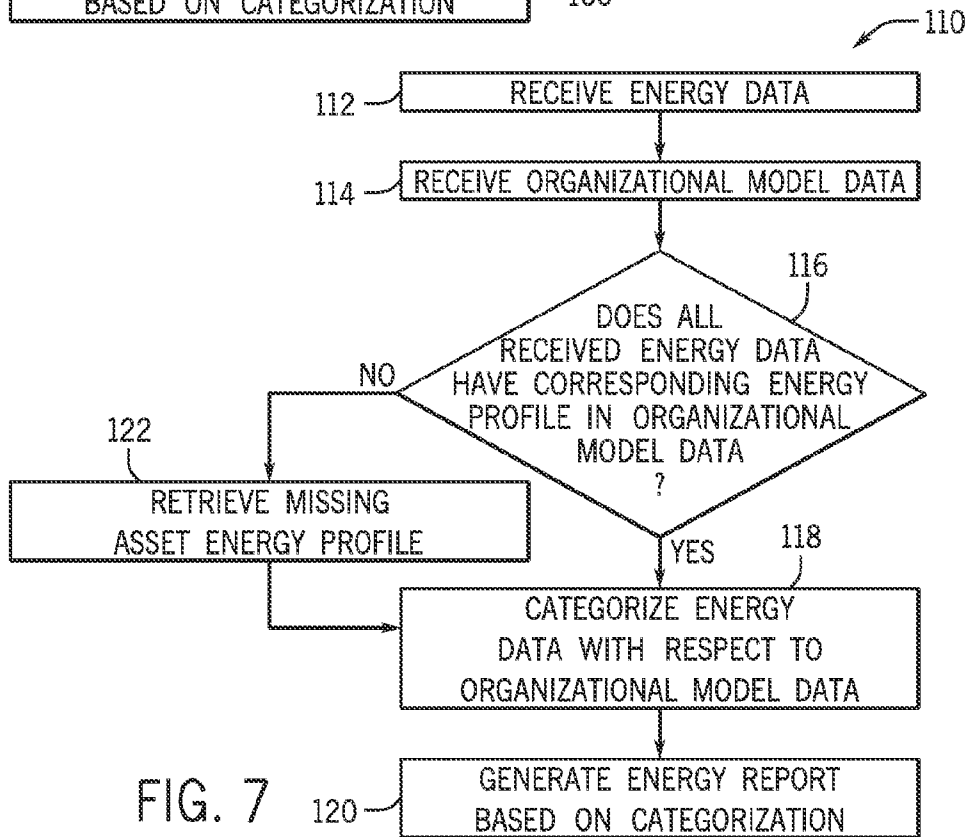 BASED ON CATEGORIZATION
110
112
RECEIVE ENERGY DATA
114
RECEIVE ORGANIZATIONAL MODEL DATA
116
DOES ALL
RECEIVED ENERGY DATA
HAVE CORRESPONDING ENERGY
PROFILE IN ORGANIZATIONAL
MODEL DATA
?
NO
122
RETRIEVE MISSING
ASSET ENERGY PROFILE
YES
118
CATEGORIZE ENERGY
DATA WITH RESPECT TO
ORGANIZATIONAL MODEL DATA
FIG. 7
120
GENERATE ENERGY REPORT
BASED ON CATEGORIZATION